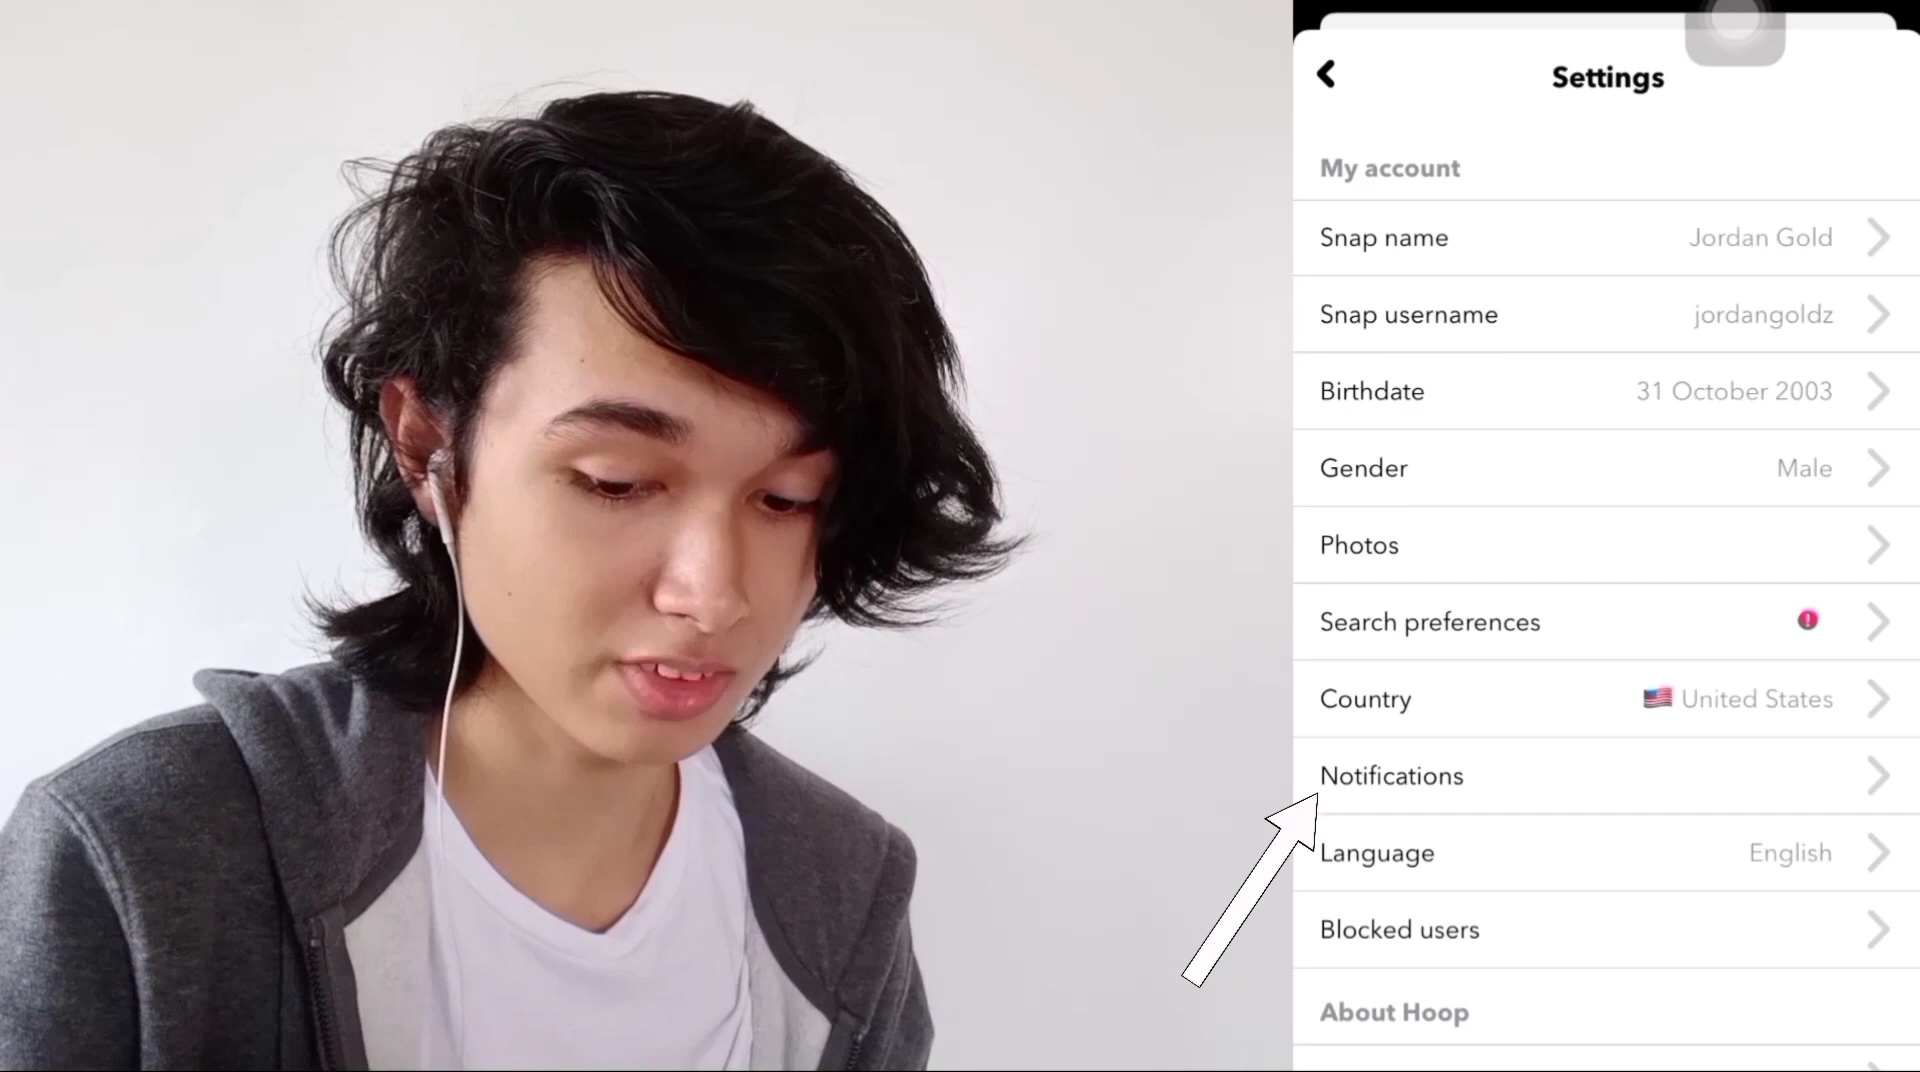 Settings
My account
Snap name Jordan Gold
Snap username jordangoldz
Birthdate 31 October 2003
Gender Male
Photos
Search preferences
Country United States
Notifications
Language English
Blocked users
About Hoop